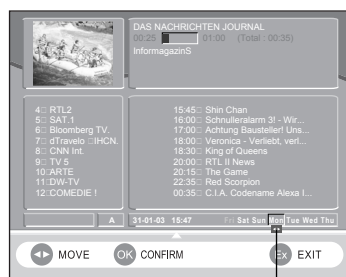 DAS NACHRICHTEN JOURNAL
00:25 01:00 (Total : 00:35)
InformagazinS
4 RTL2
5 SAT.1
6 Bloomberg TV.
7 dTravelo IHCN.
8 CNN Int.
9 TV 5
10 ARTE
11 DW-TV
12 COMEDIE !
15:45 Shin Chan
16:00 Schnulleralarm 3! - Wir...
17:00 Achtung Bausteller! Uns...
18:00 Veronica - Verliebt, verl...
18:30 King of Queens
20:00 RTL II News
20:15 The Game
22:35 Red Scorpion
00:35 C.I.A. Codename Alexa I...
A 31-01-03 15:47 Fri Sat Sun Mon Tue Wed Thu
MOVE OK CONFIRM Ex EXIT